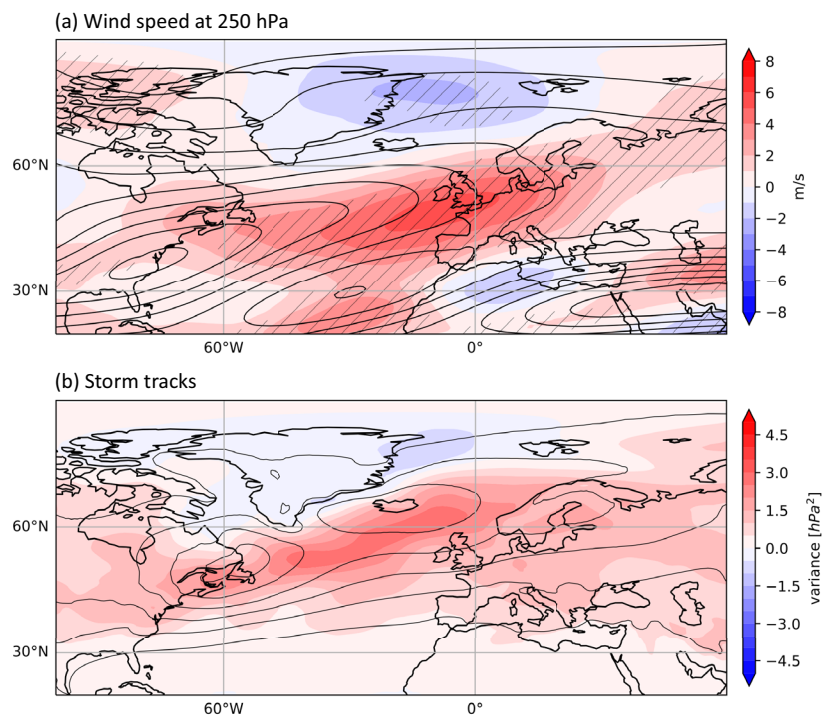 (a) Wind speed at 250 hPa
60°N
30°N
60°W
0°
8
6
4
2
0
−2
−4
−6
−8
m/s
(b) Storm tracks
60°N
30°N
60°W
0°
4.5
3.0
1.5
0.0
−1.5
−3.0
−4.5
variance [hPa²]